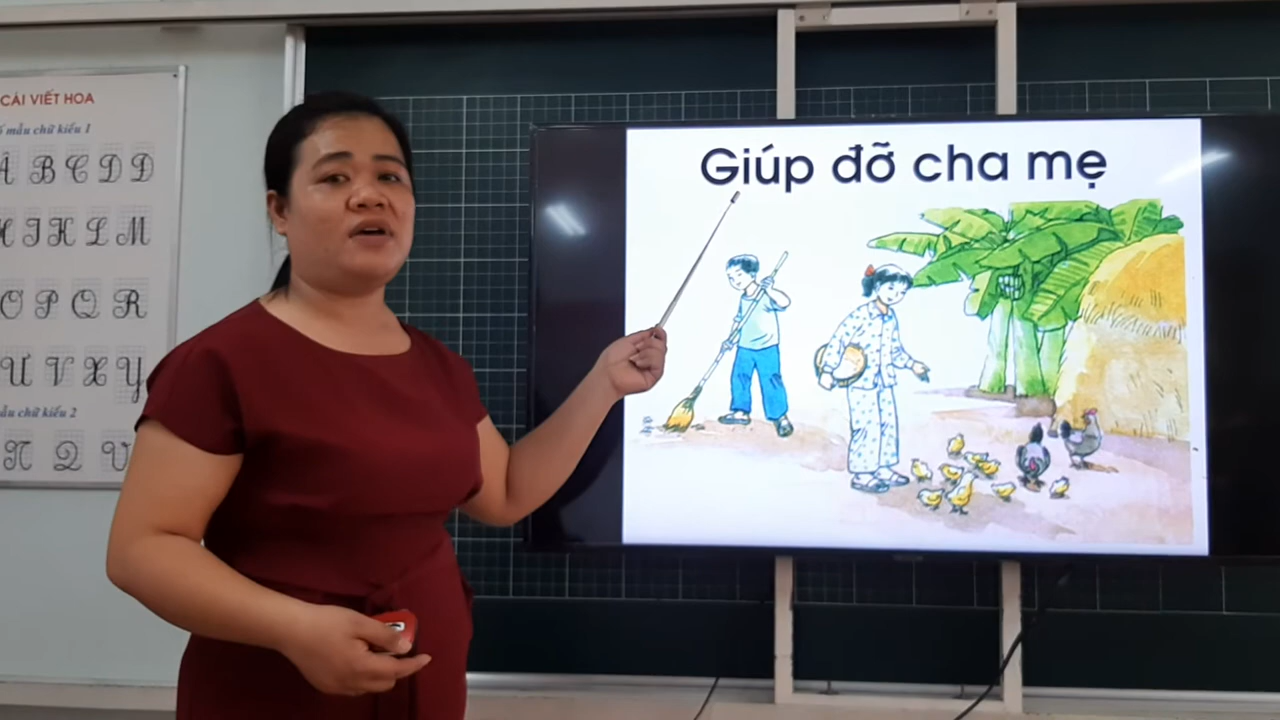 CÁI VIẾT HOA
mẫu chữ kiểu 1
B C D Đ
I K L M
O P Q R
U V X Y
mẫu chữ kiểu 2
N Q V
Giúp đỡ cha mẹ